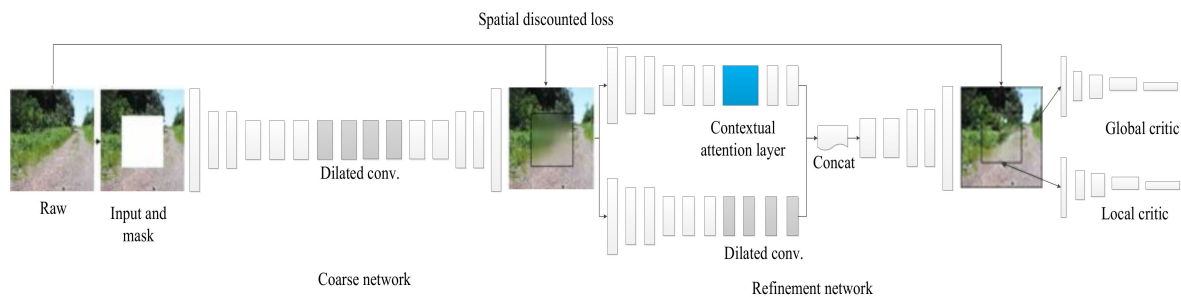 Spatial discounted loss
Raw
Input and
mask
Dilated conv.
Contextual
attention layer
Concat
Dilated conv.
Global critic
Local critic
Coarse network
Refinement network